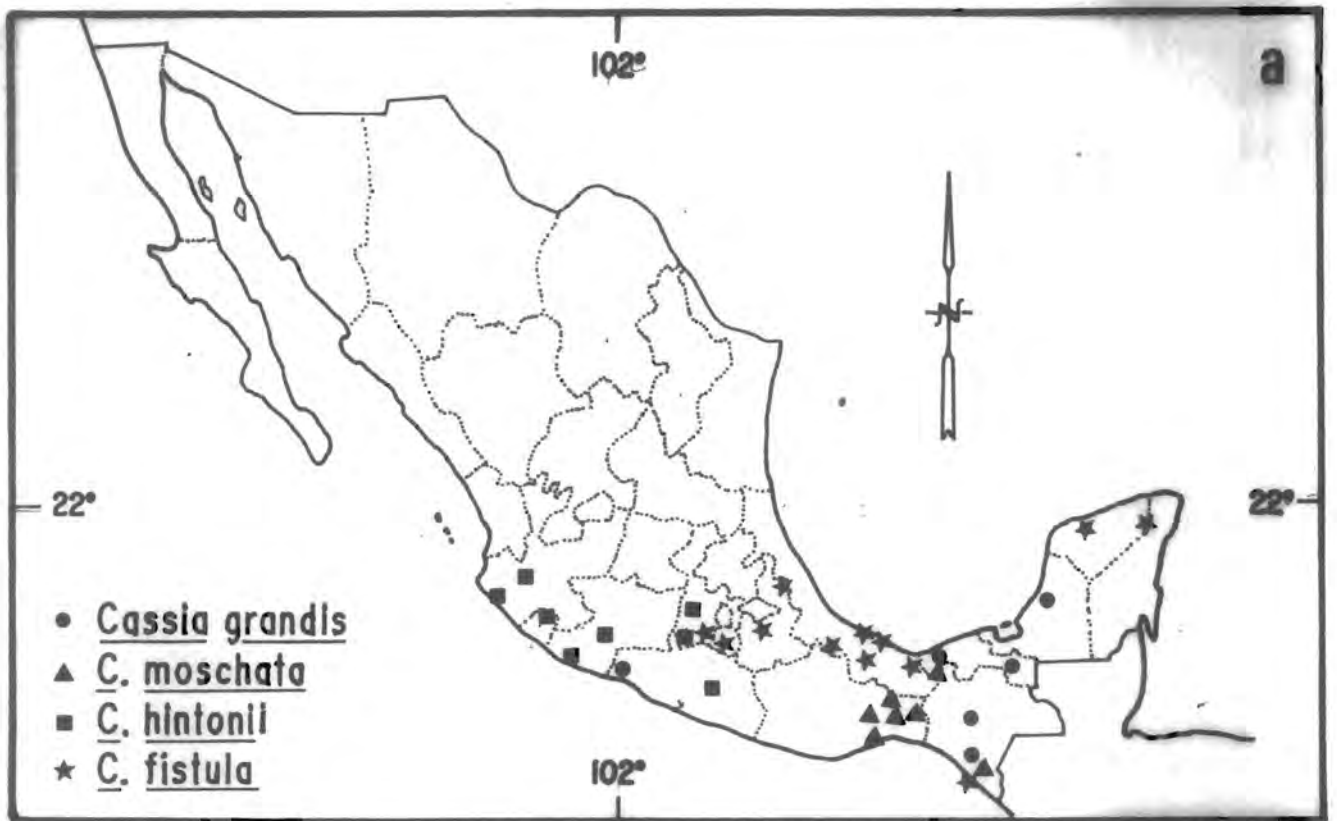 102°
a
N
22°
22°
● Cassia grandis
▲ C. moschata
■ C. hintonii
★ C. fistula
102°